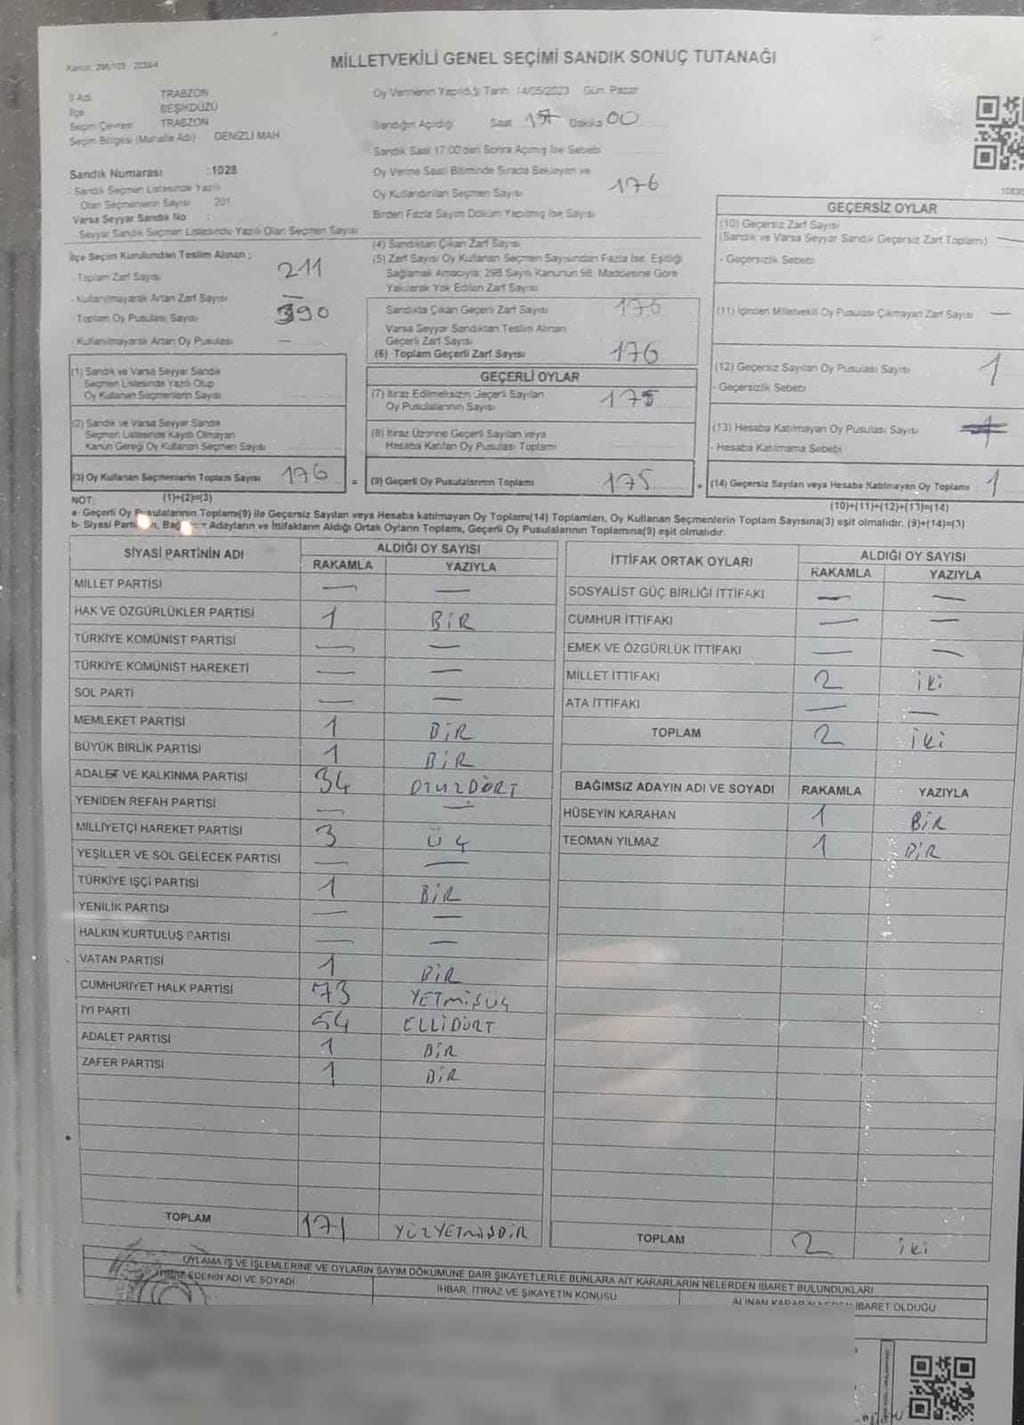 MİLLETVEKİLİ GENEL SEÇİMİ SANDIK SONUÇ TUTANAĞI
İl Adı TRABZON
İlçe BEŞİKDÜZÜ
Seçim Çevresi TRABZON
Seçim Bölgesi (Mahalle Adı) DENİZLİ MAH
Sandık Numarası :1028
Sandık Seçmen Listesinde Yazılı
Olan Seçmenlerin Sayısı 201
Varsa Seyyar Sandık No :
Seyyar Sandık Seçmen Listesinde Yazılı Olan Seçmen Sayısı
Oy Vermenin Yapıldığı Tarih 14/05/2023 Gün: Pazar
Sandığın Açıldığı Saat 17 Dakika 00
Sandık Saat 17:00'den Sonra Açılmış İse Sebebi
Oy Verme Saati Bitiminde Sırada Bekleyen ve
Oy Kullandırılan Seçmen Sayısı 176
Birden Fazla Sayım Döküm Yapılmış İse Sayısı
İlçe Seçim Kurulundan Teslim Alınan ;
- Toplam Zarf Sayısı 211
- Kullanılmayarak Artan Zarf Sayısı —
- Toplam Oy Pusulası Sayısı 390
- Kullanılmayarak Artan Oy Pusulası —
(1) Sandık ve Varsa Seyyar Sandık
Seçmen Listesinde Yazılı Olup
Oy Kullanan Seçmenlerin Sayısı
(2) Sandık ve Varsa Seyyar Sandık
Seçmen Listesinde Kayıtlı Olmayan
Kanun Gereği Oy Kullanan Seçmen Sayısı
(3) Oy Kullanan Seçmenlerin Toplam Sayısı 176
(4) Sandıktan Çıkan Zarf Sayısı
(5) Zarf Sayısı Oy Kullanan Seçmen Sayısından Fazla İse, Eşitliği
Sağlamak Amacıyla, 298 Sayılı Kanunun 98. Maddesine Göre
Yakılarak Yok Edilen Zarf Sayısı
Sandıkta Çıkan Geçerli Zarf Sayısı 176
Varsa Seyyar Sandıktan Teslim Alınan
Geçerli Zarf Sayısı
(6) Toplam Geçerli Zarf Sayısı 176
GEÇERLİ OYLAR
(7) İtiraz Edilmeksizin Geçerli Sayılan
Oy Pusulalarının Sayısı 175
(8) İtiraz Üzerine Geçerli Sayılan veya
Hesaba Katılan Oy Pusulası Toplamı
= (9) Geçerli Oy Pusulalarının Toplamı 175
GEÇERSİZ OYLAR
(10) Geçersiz Zarf Sayısı
(Sandık ve Varsa Seyyar Sandık Geçersiz Zarf Toplamı) —
- Geçersizlik Sebebi
(11) İçinden Milletvekili Oy Pusulası Çıkmayan Zarf Sayısı —
(12) Geçersiz Sayılan Oy Pusulası Sayısı 1
- Geçersizlik Sebebi
(13) Hesaba Katılmayan Oy Pusulası Sayısı
- Hesaba Katılmama Sebebi
+ (14) Geçersiz Sayılan veya Hesaba Katılmayan Oy Toplamı 1
NOT: (1)+(2)=(3) (10)+(11)+(12)+(13)=(14)
a- Geçerli Oy Pusulalarının Toplamı(9) ile Geçersiz Sayılan veya Hesaba katılmayan Oy Toplamı(14) Toplamları, Oy Kullanan Seçmenlerin Toplam Sayısına(3) eşit olmalıdır. (9)+(14)=(3)
b- Siyasi Adayların ve İttifakların Aldığı Ortak Oyların Toplamı, Geçerli Oy Pusulalarının Toplamına(9) eşit olmalıdır.
SİYASİ PARTİNİN ADI ALDIĞI OY SAYISI
RAKAMLA YAZIYLA
MİLLET PARTİSİ — —
HAK VE ÖZGÜRLÜKLER PARTİSİ 1 BİR
TÜRKİYE KOMÜNİST PARTİSİ — —
TÜRKİYE KOMÜNİST HAREKETİ — —
SOL PARTİ — —
MEMLEKET PARTİSİ 1 BİR
BÜYÜK BİRLİK PARTİSİ 1 BİR
ADALET VE KALKINMA PARTİSİ 34 OTUZDÖRT
YENİDEN REFAH PARTİSİ — —
MİLLİYETÇİ HAREKET PARTİSİ 3 ÜÇ
YEŞİLLER VE SOL GELECEK PARTİSİ — —
TÜRKİYE İŞÇİ PARTİSİ 1 BİR
YENİLİK PARTİSİ — —
HALKIN KURTULUŞ PARTİSİ — —
VATAN PARTİSİ 1 BİR
CUMHURİYET HALK PARTİSİ 73 YETMİŞÜÇ
İYİ PARTİ 54 ELLİDÖRT
ADALET PARTİSİ 1 BİR
ZAFER PARTİSİ 1 BİR
TOPLAM 171 YÜZYETMİŞBİR
İTTİFAK ORTAK OYLARI ALDIĞI OY SAYISI
RAKAMLA YAZIYLA
SOSYALİST GÜÇ BİRLİĞİ İTTİFAKI — —
CUMHUR İTTİFAKI — —
EMEK VE ÖZGÜRLÜK İTTİFAKI — —
MİLLET İTTİFAKI 2 İKİ
ATA İTTİFAKI — —
TOPLAM 2 İKİ
BAĞIMSIZ ADAYIN ADI VE SOYADI RAKAMLA YAZIYLA
HÜSEYİN KARAHAN 1 BİR
TEOMAN YILMAZ 1 BİR
TOPLAM 2 İKİ
OYLAMA İŞ VE İŞLEMLERİNE VE OYLARIN SAYIM DÖKÜMÜNE DAİR ŞİKAYETLERLE BUNLARA AİT KARARLARIN NELERDEN İBARET BULUNDUKLARI
EDENİN ADI VE SOYADI
İHBAR, İTİRAZ VE ŞİKAYETİN KONUSU
İBARET OLDUĞU